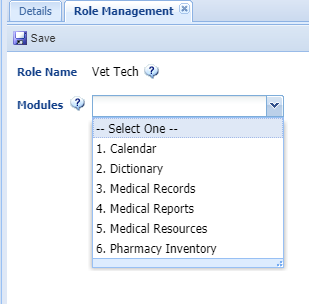 Details
Role Management
Save
Role Name Vet Tech
Modules
-- Select One --
1. Calendar
2. Dictionary
3. Medical Records
4. Medical Reports
5. Medical Resources
6. Pharmacy Inventory